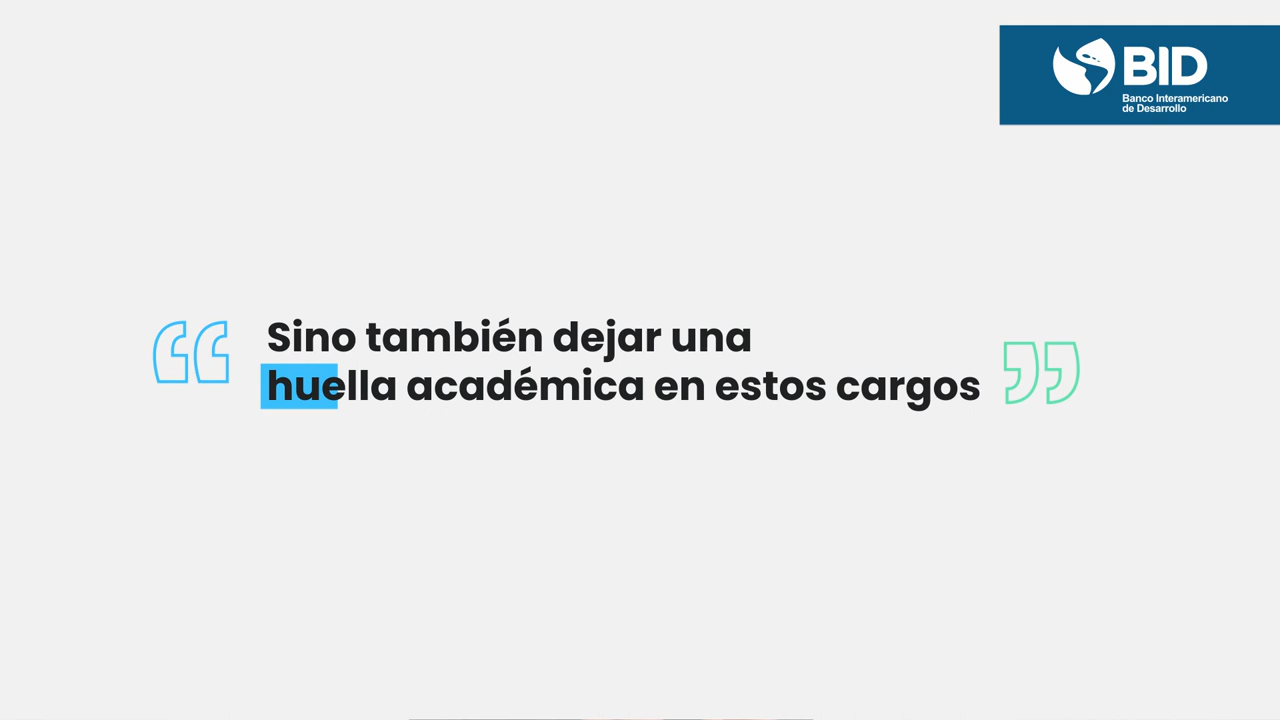 BID
Banco Interamericano
de Desarrollo
Sino también dejar una
huella académica en estos cargos